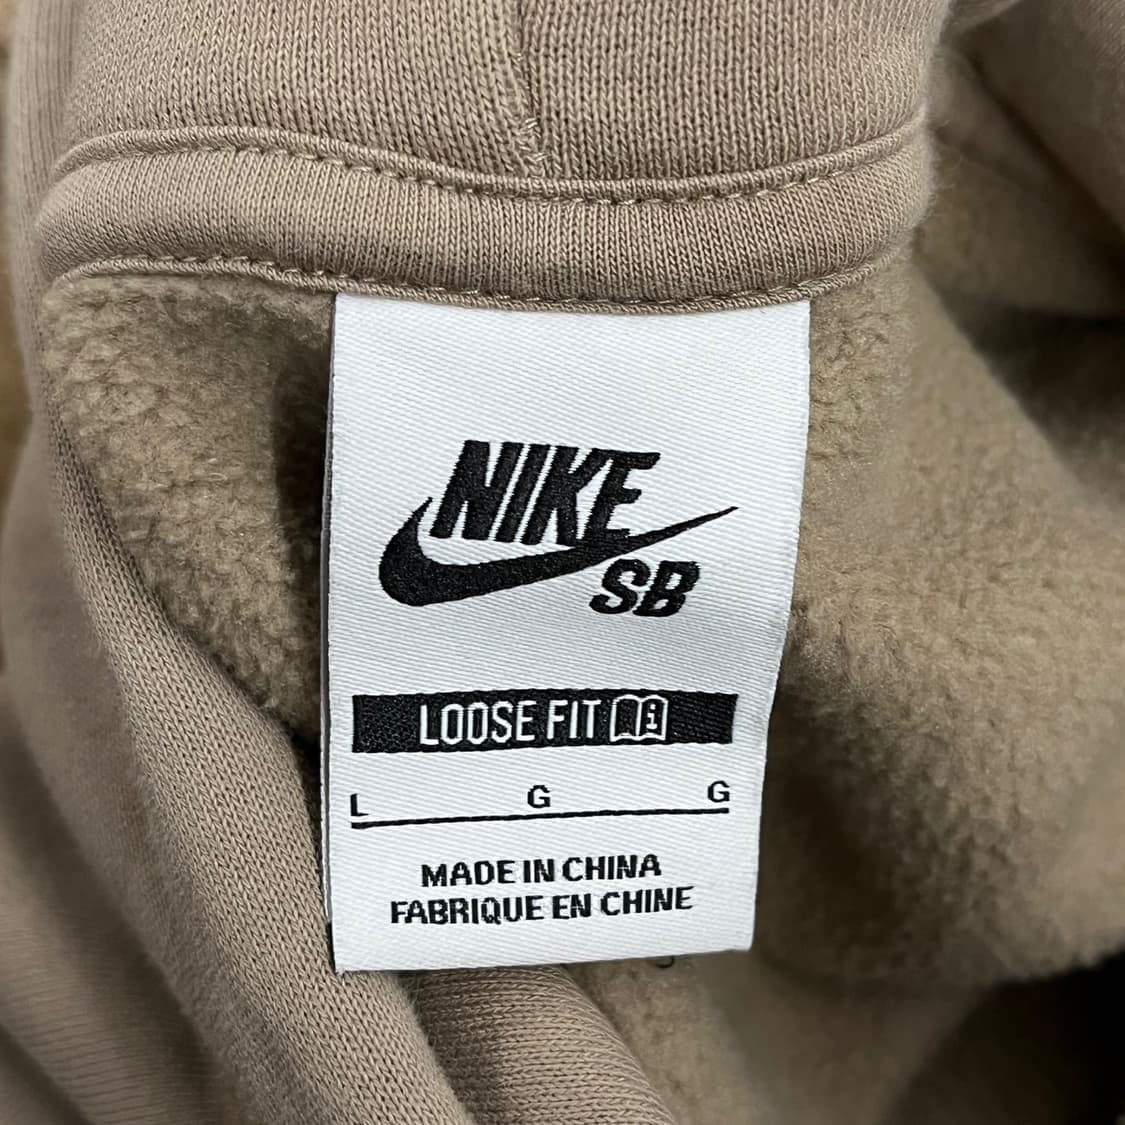 NIKE
SB
LOOSE FIT
L G G
MADE IN CHINA
FABRIQUE EN CHINE